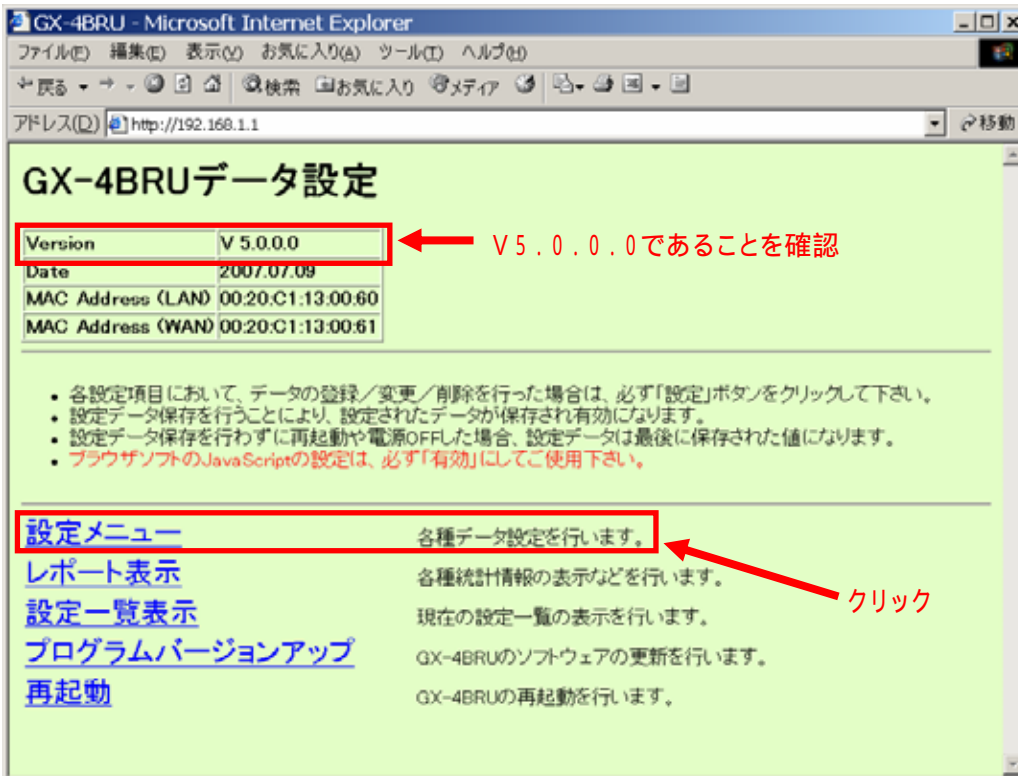 GX-4BRU - Microsoft Internet Explorer
ファイル(F) 編集(E) 表示(V) お気に入り(A) ツール(T) ヘルプ(H)
戻る 検索 お気に入り メディア
アドレス(D) http://192.168.1.1 移動
GX-4BRUデータ設定
Version V 5.0.0.0
V5.0.0.0であることを確認
Date 2007.07.09
MAC Address (LAN) 00:20:C1:13:00:60
MAC Address (WAN) 00:20:C1:13:00:61
• 各設定項目において、データの登録／変更／削除を行った場合は、必ず「設定」ボタンをクリックして下さい。
• 設定データ保存を行うことにより、設定されたデータが保存され有効になります。
• 設定データ保存を行わずに再起動や電源OFFした場合、設定データは最後に保存された値になります。
• ブラウザソフトのJavaScriptの設定は、必ず「有効」にしてご使用下さい。
設定メニュー 各種データ設定を行います。
レポート表示 各種統計情報の表示などを行います。
クリック
設定一覧表示 現在の設定一覧の表示を行います。
プログラムバージョンアップ GX-4BRUのソフトウェアの更新を行います。
再起動 GX-4BRUの再起動を行います。